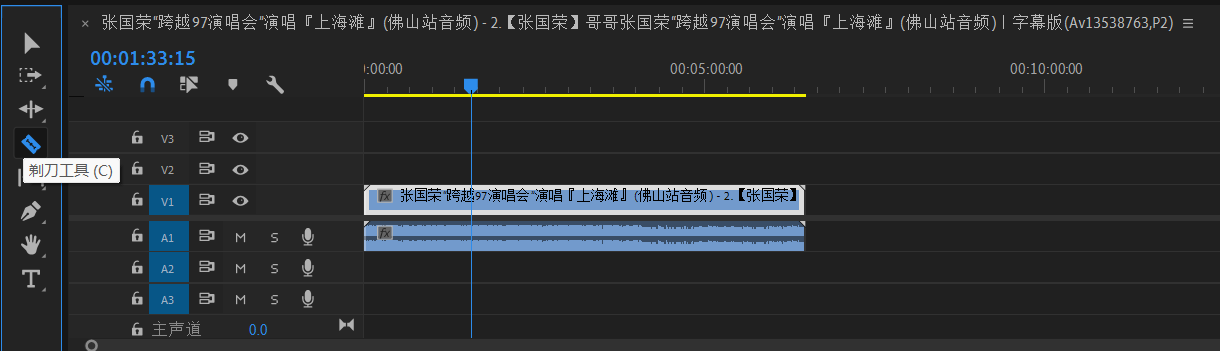 × 张国荣"跨越97演唱会"演唱『上海滩』(佛山站音频) - 2.【张国荣】哥哥张国荣"跨越97演唱会"演唱『上海滩』(佛山站音频)丨字幕版(Av13538763,P2) ≡
00:01:33:15
:00:00 00:05:00:00 00:10:00:00
V3
剃刀工具 (C)
V2
V1 fx 张国荣"跨越97演唱会"演唱『上海滩』(佛山站音频) - 2.【张国荣】
A1 M S fx
A2 M S
A3 M S
T
主声道 0.0